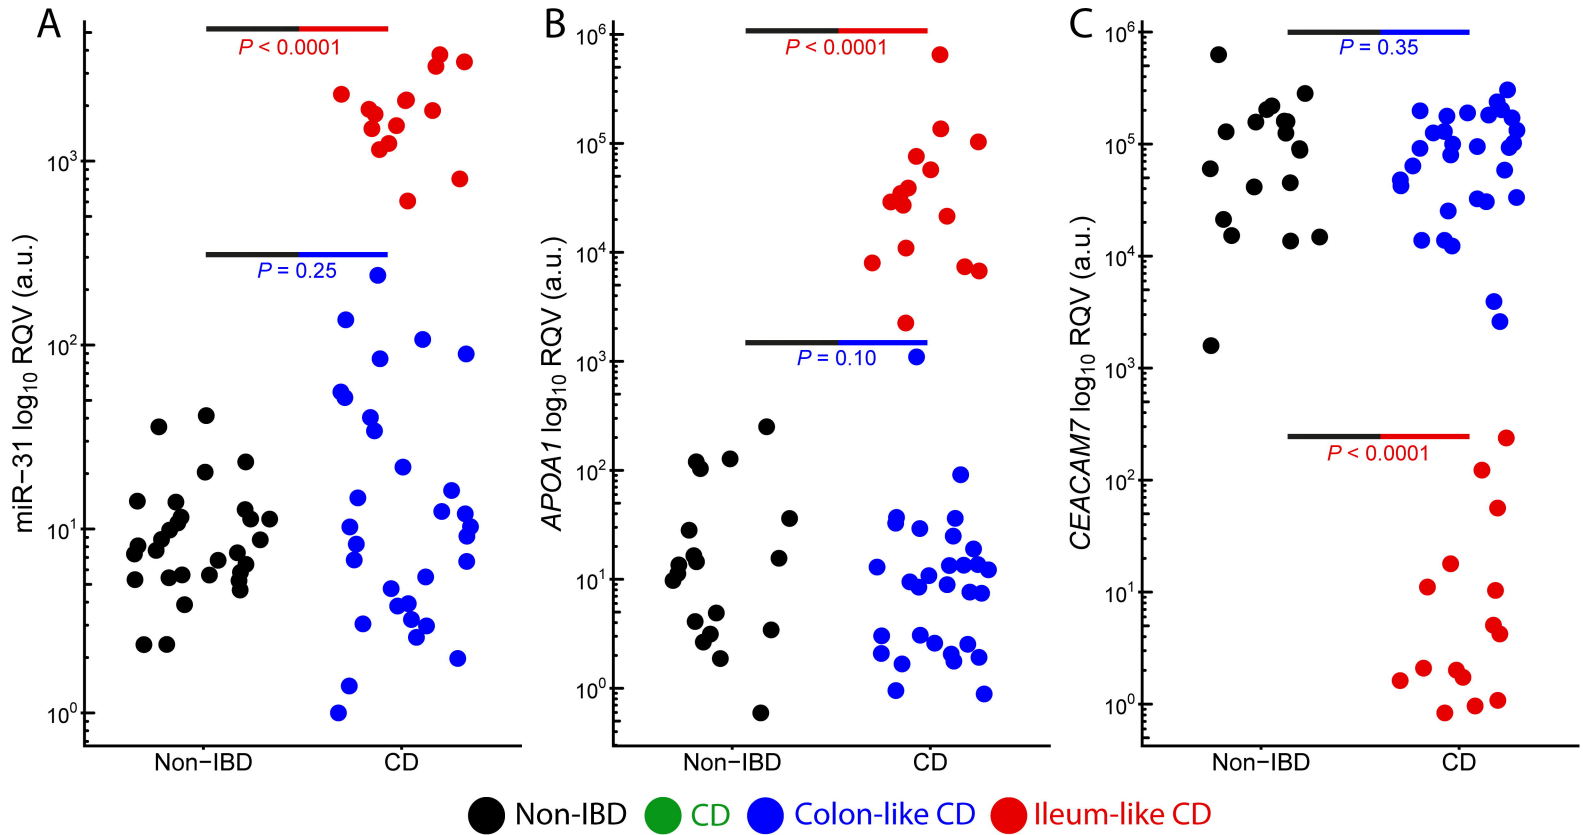 A
P < 0.0001
P = 0.25
miR−31 log10 RQV (a.u.)
10^3
10^2
10^1
10^0
Non−IBD CD
B
P < 0.0001
P = 0.10
APOA1 log10 RQV (a.u.)
10^6
10^5
10^4
10^3
10^2
10^1
10^0
Non−IBD CD
C
P = 0.35
P < 0.0001
CEACAM7 log10 RQV (a.u.)
10^6
10^5
10^4
10^3
10^2
10^1
10^0
Non−IBD CD
Non-IBD CD Colon-like CD Ileum-like CD